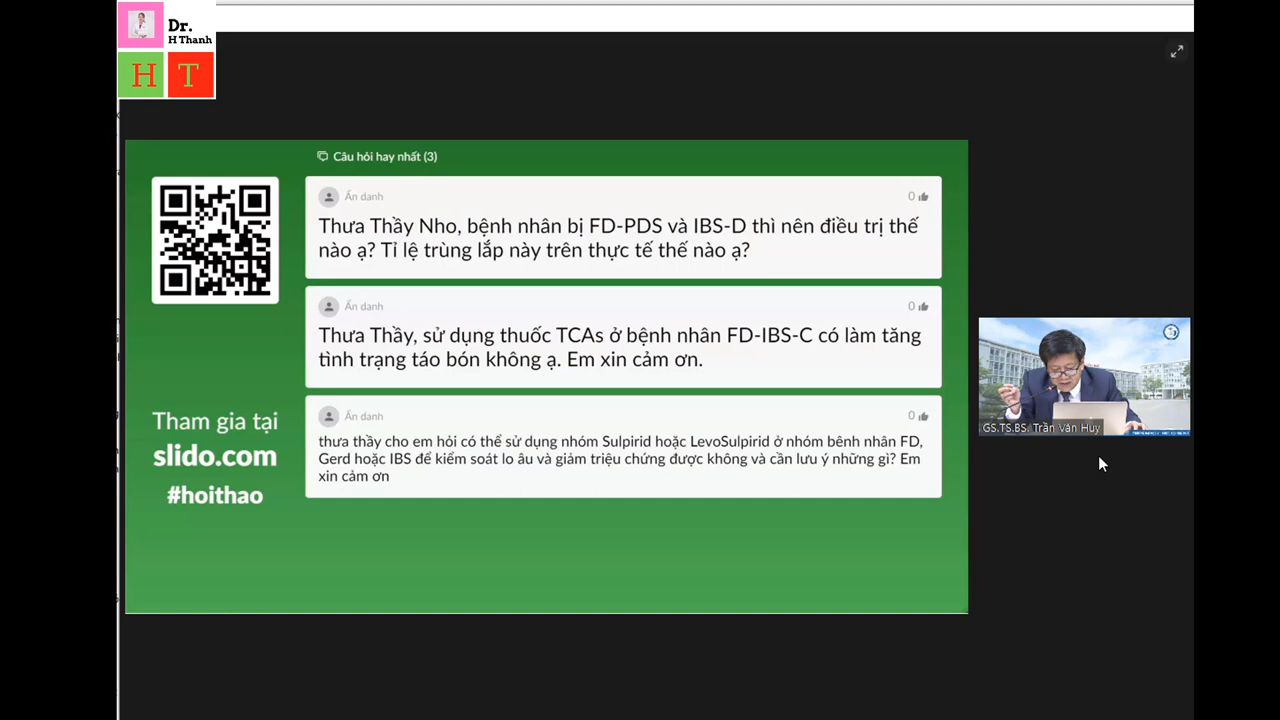 Dr.
H Thanh
H T
Câu hỏi hay nhất (3)
Ẩn danh
0
Thưa Thầy Nho, bệnh nhân bị FD-PDS và IBS-D thì nên điều trị thế
nào ạ? Tỉ lệ trùng lắp này trên thực tế thế nào ạ?
Ẩn danh
0
Thưa Thầy, sử dụng thuốc TCAs ở bệnh nhân FD-IBS-C có làm tăng
tình trạng táo bón không ạ. Em xin cảm ơn.
Ẩn danh
0
thưa thầy cho em hỏi có thể sử dụng nhóm Sulpirid hoặc LevoSulpirid ở nhóm bênh nhân FD,
Gerd hoặc IBS để kiểm soát lo âu và giảm triệu chứng được không và cần lưu ý những gì? Em
xin cảm ơn
Tham gia tại
slido.com
#hoithao
GS.TS.BS. Trần Văn Huy